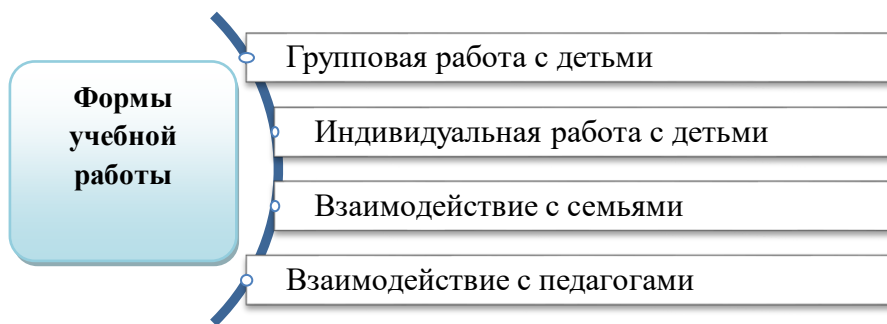 Формы
учебной
работы
Групповая работа с детьми
Индивидуальная работа с детьми
Взаимодействие с семьями
Взаимодействие с педагогами